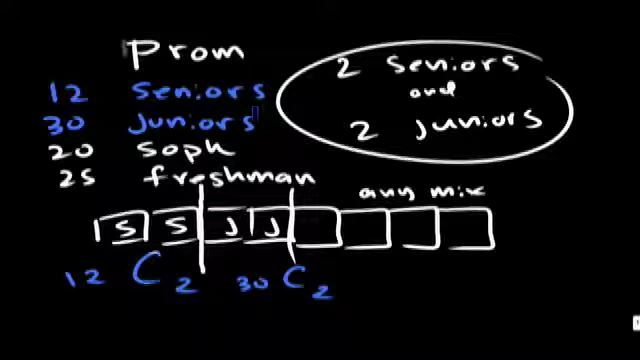 Prom
12 Seniors
30 juniors
20 soph
25 freshman
2 seniors
and
2 juniors
any mix
S S J J
12 C 2 30 C 2